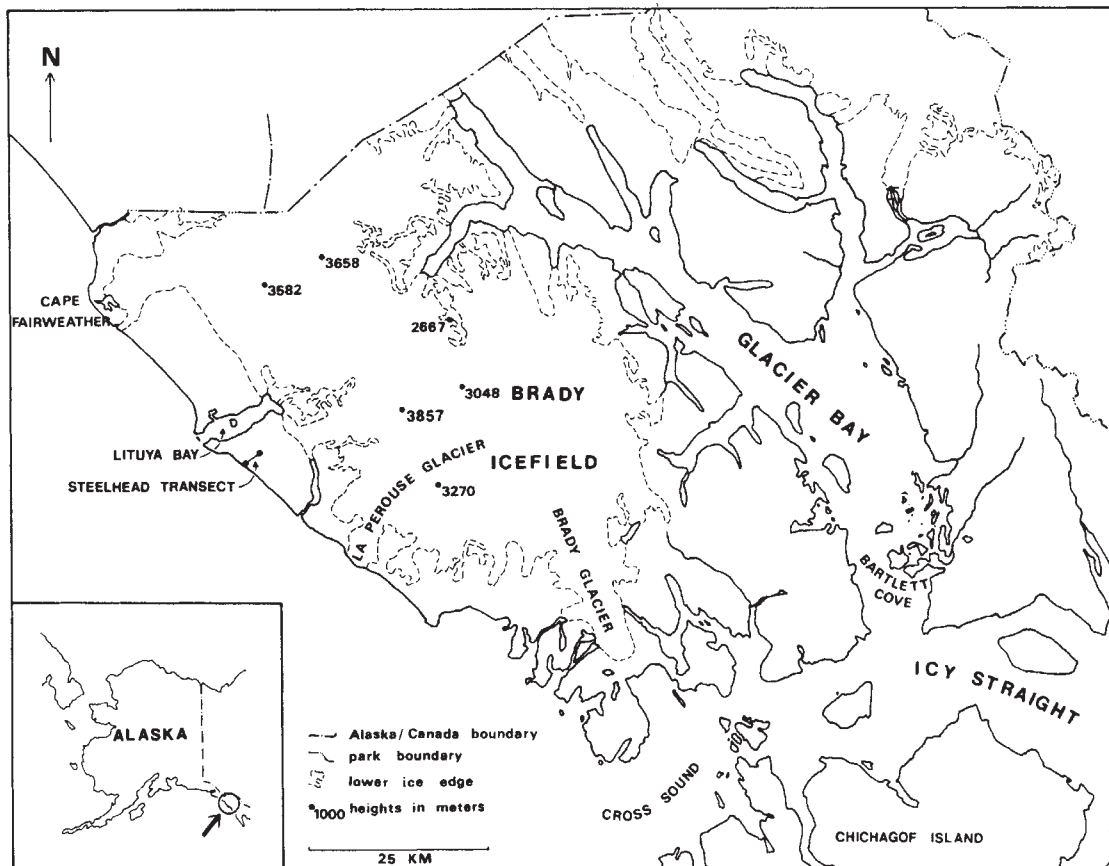 N
3658
3582
CAPE
FAIRWEATHER
2667
GLACIER BAY
3048
BRADY
3857
LITUYA BAY
ICEFIELD
STEELHEAD TRANSECT
LA PEROUSE GLACIER
3270
BRADY GLACIER
BARTLETT
COVE
ICY STRAIGHT
ALASKA
Alaska/Canada boundary
park boundary
lower ice edge
1000 heights in meters
25 KM
CROSS SOUND
CHICHAGOF ISLAND